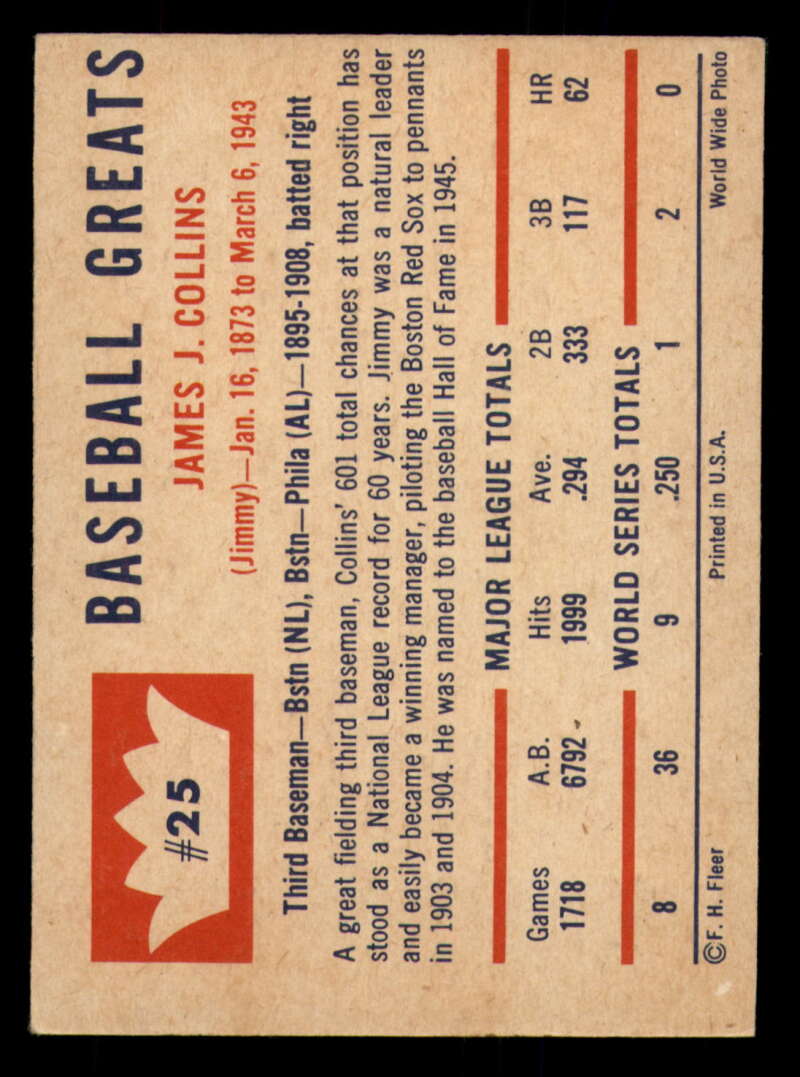 #25
BASEBALL GREATS
JAMES J. COLLINS
(Jimmy)—Jan. 16, 1873 to March 6, 1943
Third Baseman—Bstn (NL), Bstn—Phila (AL)—1895-1908, batted right
A great fielding third baseman, Collins' 601 total chances at that position has
stood as a National League record for 60 years. Jimmy was a natural leader
and easily became a winning manager, piloting the Boston Red Sox to pennants
in 1903 and 1904. He was named to the baseball Hall of Fame in 1945.
MAJOR LEAGUE TOTALS
Games A.B. Hits Ave. 2B 3B HR
1718 6792 1999 .294 333 117 62
WORLD SERIES TOTALS
8 36 9 .250 1 2 0
©F. H. Fleer Printed in U.S.A. World Wide Photo